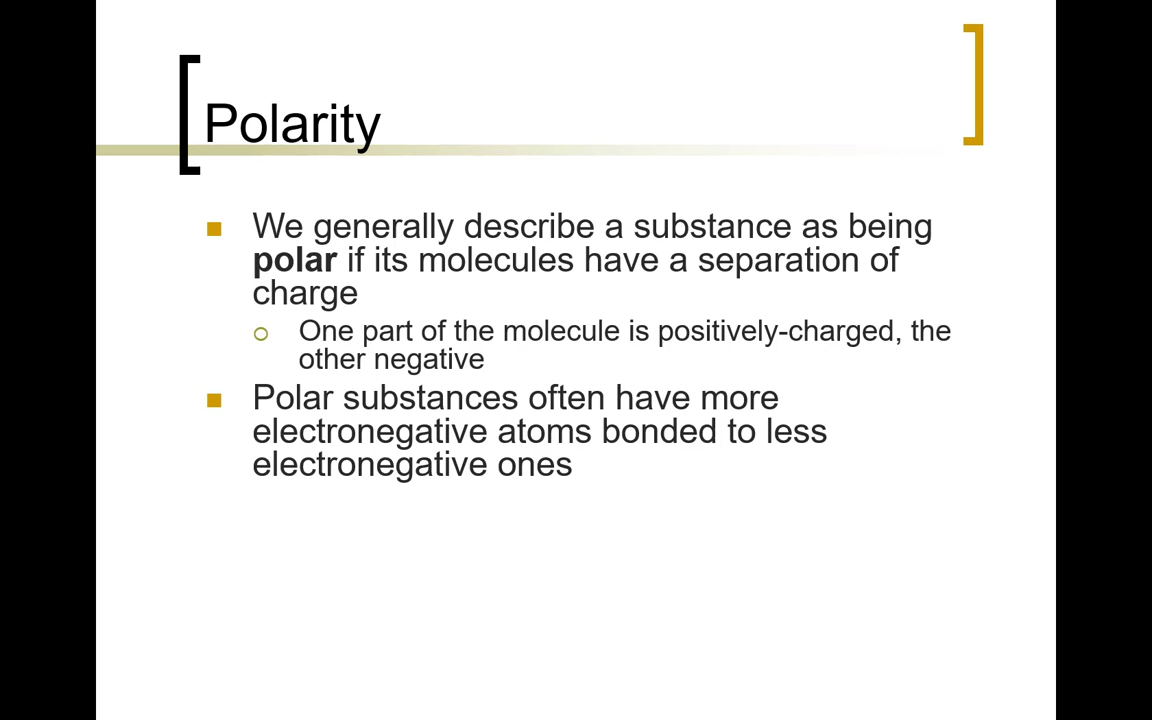 Polarity
We generally describe a substance as being
polar if its molecules have a separation of
charge
One part of the molecule is positively-charged, the
other negative
Polar substances often have more
electronegative atoms bonded to less
electronegative ones